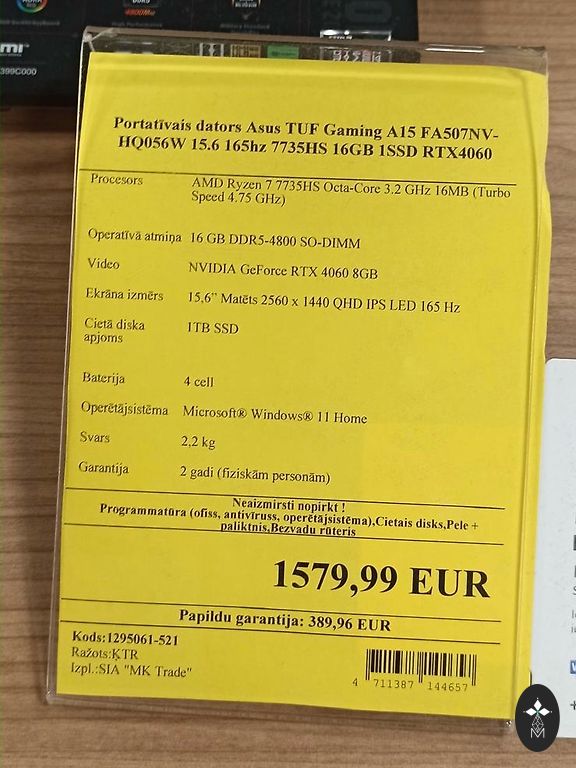 DDR5
4800MHz
399C000
Portatīvais dators Asus TUF Gaming A15 FA507NV-
HQ056W 15.6 165hz 7735HS 16GB 1SSD RTX4060
Procesors AMD Ryzen 7 7735HS Octa-Core 3.2 GHz 16MB (Turbo
Speed 4.75 GHz)
Operatīvā atmiņa 16 GB DDR5-4800 SO-DIMM
Video NVIDIA GeForce RTX 4060 8GB
Ekrāna izmērs 15,6” Matēts 2560 x 1440 QHD IPS LED 165 Hz
Cietā diska 1TB SSD
apjoms
Baterija 4 cell
Operētājsistēma Microsoft® Windows® 11 Home
Svars 2,2 kg
Garantija 2 gadi (fiziskām personām)
Neaizmirsti nopirkt !
Programmatūra (ofiss, antivīruss, operētājsistēma),Cietais disks,Pele +
paliktnis,Bezvadu rūteris
1579,99 EUR
Papildu garantija: 389,96 EUR
Kods:1295061-521
Ražots:ĶTR
Izpl.:SIA "MK Trade"
4 711387 144657
M